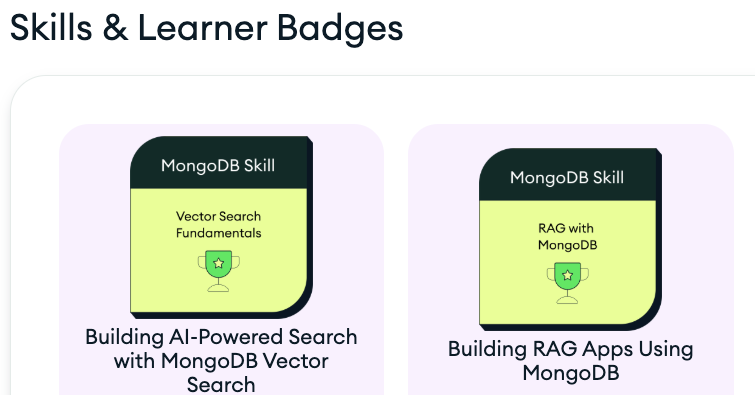 Skills & Learner Badges
MongoDB Skill
Vector Search
Fundamentals
Building AI-Powered Search
with MongoDB Vector
Search
MongoDB Skill
RAG with
MongoDB
Building RAG Apps Using
MongoDB